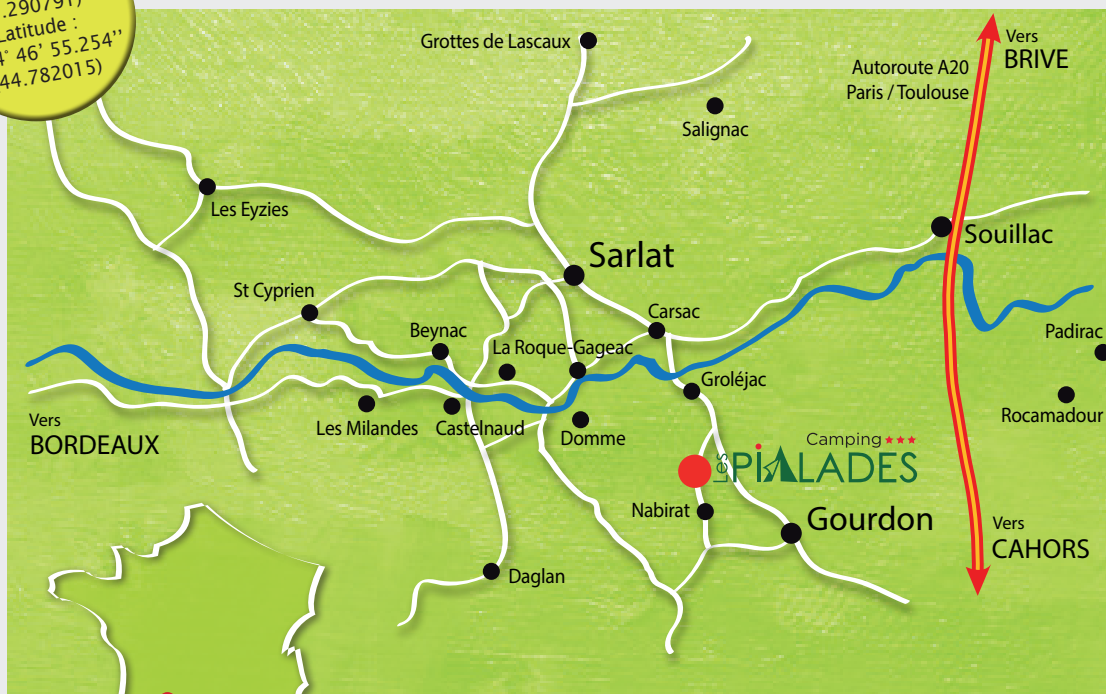 .290791)
Latitude :
4° 46' 55.254''
44.782015)
Grottes de Lascaux
Vers
BRIVE
Autoroute A20
Paris / Toulouse
Salignac
Les Eyzies
Souillac
Sarlat
St Cyprien
Carsac
Beynac
La Roque-Gageac
Padirac
Groléjac
Rocamadour
Vers
BORDEAUX
Les Milandes
Castelnaud
Domme
Camping
Les PiALADES
Nabirat
Gourdon
Vers
CAHORS
Daglan